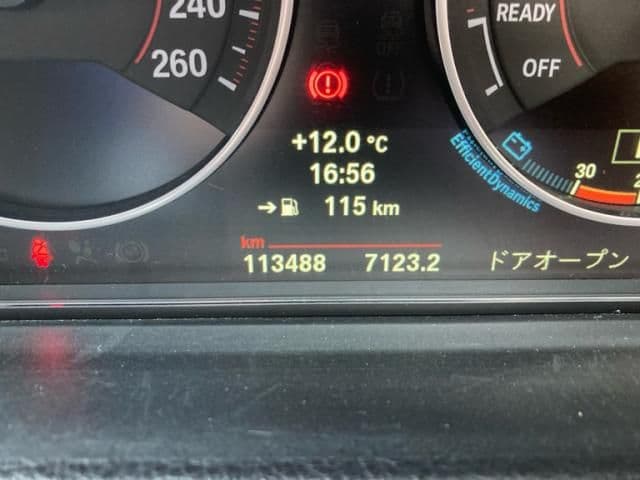 240
260
READY
OFF
+12.0 °C
16:56
115 km
EfficientDynamics
30
km
113488 7123.2 ドアオープン